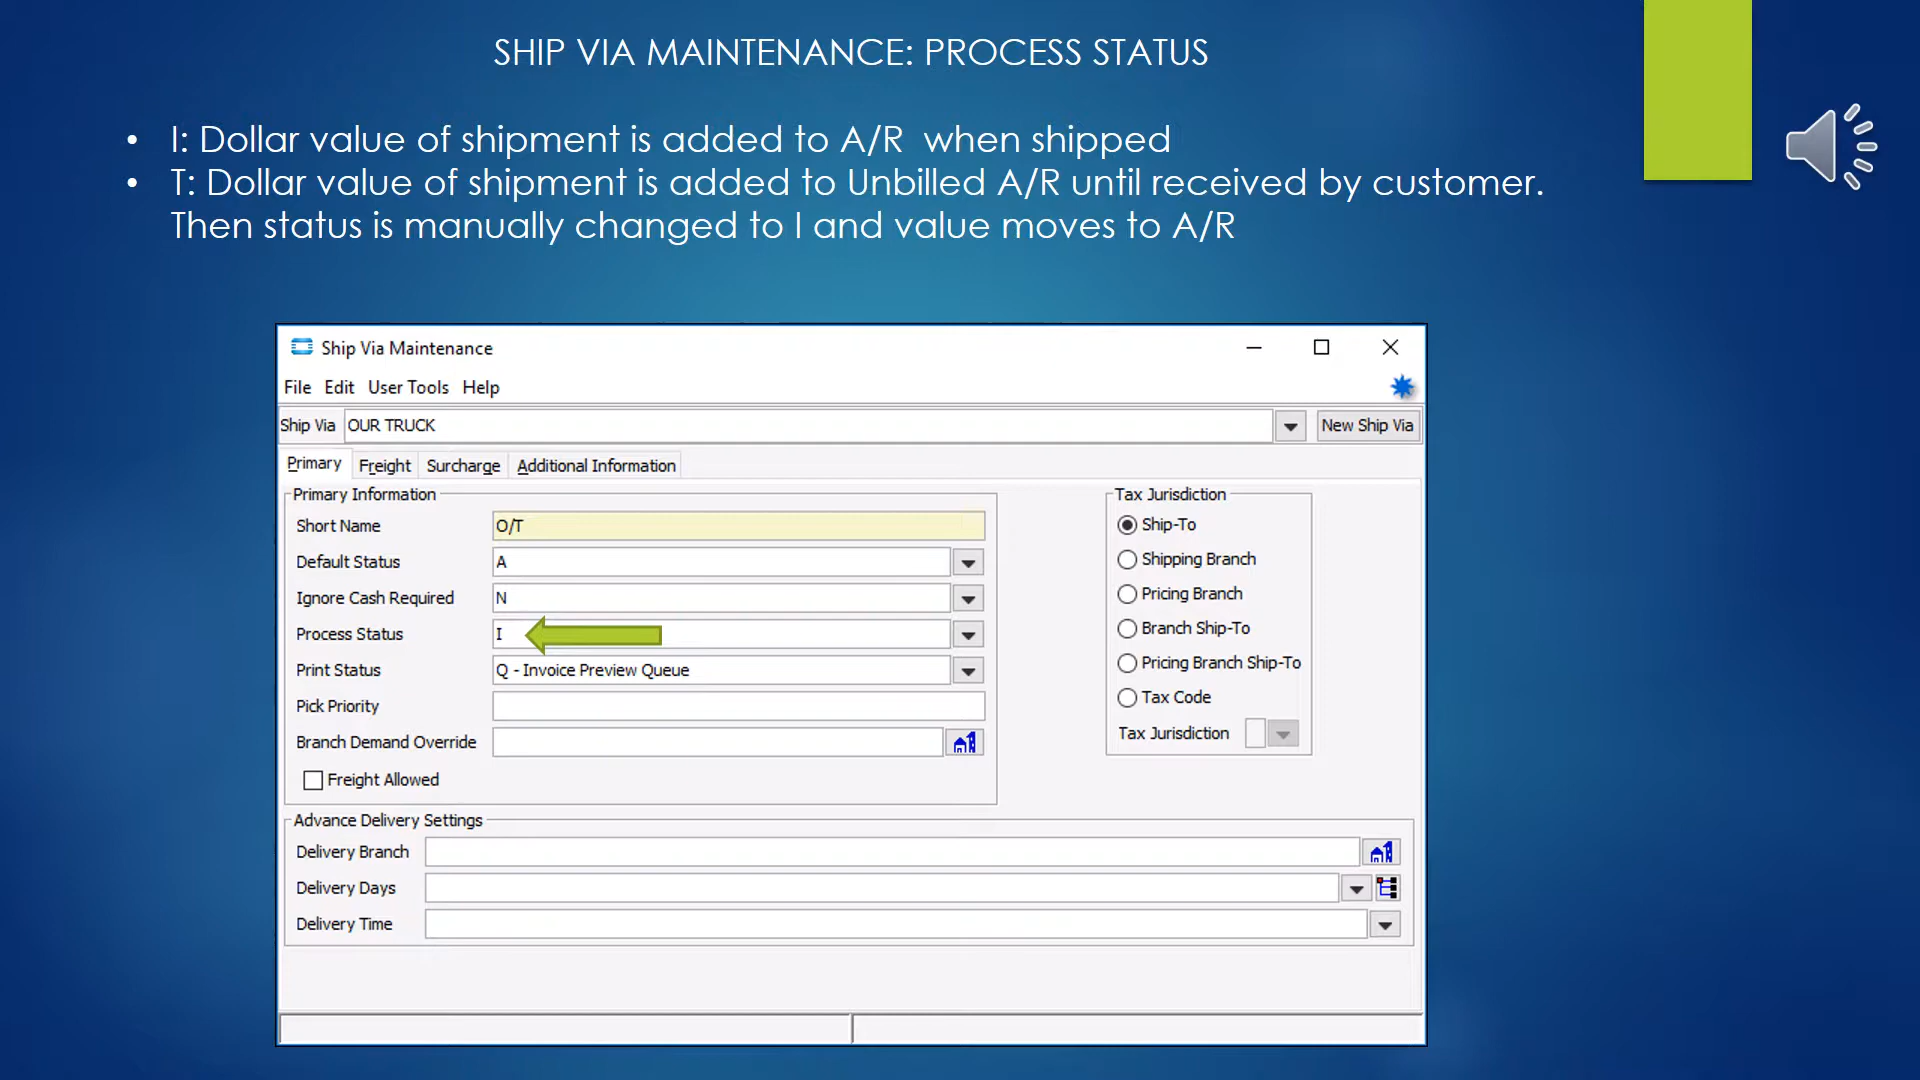 SHIP VIA MAINTENANCE: PROCESS STATUS
• I: Dollar value of shipment is added to A/R when shipped
• T: Dollar value of shipment is added to Unbilled A/R until received by customer.
Then status is manually changed to I and value moves to A/R
Ship Via Maintenance
File Edit User Tools Help
Ship Via OUR TRUCK New Ship Via
Primary Freight Surcharge Additional Information
Primary Information
Short Name O/T
Default Status A
Ignore Cash Required N
Process Status I
Print Status Q - Invoice Preview Queue
Pick Priority
Branch Demand Override
Freight Allowed
Tax Jurisdiction
Ship-To
Shipping Branch
Pricing Branch
Branch Ship-To
Pricing Branch Ship-To
Tax Code
Tax Jurisdiction
Advance Delivery Settings
Delivery Branch
Delivery Days
Delivery Time